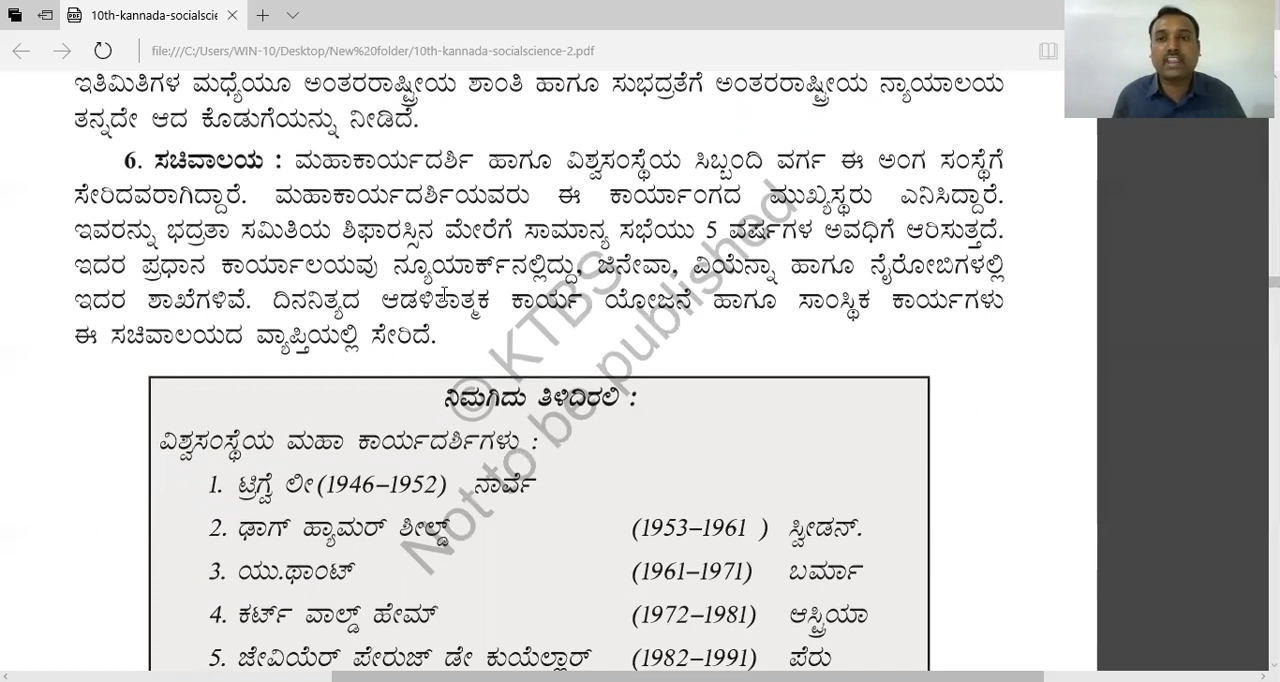 10th-kannada-socialscie
file:///C:/Users/WIN-10/Desktop/New%20folder/10th-kannada-socialscience-2.pdf
ಇತಿಮಿತಿಗಳ ಮಧ್ಯೆಯೂ ಅಂತರರಾಷ್ಟ್ರೀಯ ಶಾಂತಿ ಹಾಗೂ ಸುಭದ್ರತೆಗೆ ಅಂತರರಾಷ್ಟ್ರೀಯ ನ್ಯಾಯಾಲಯ
ತನ್ನದೇ ಆದ ಕೊಡುಗೆಯನ್ನು ನೀಡಿದೆ.
6. ಸಚಿವಾಲಯ : ಮಹಾಕಾರ್ಯದರ್ಶಿ ಹಾಗೂ ವಿಶ್ವಸಂಸ್ಥೆಯ ಸಿಬ್ಬಂದಿ ವರ್ಗ ಈ ಅಂಗ ಸಂಸ್ಥೆಗೆ
ಸೇರಿದವರಾಗಿದ್ದಾರೆ. ಮಹಾಕಾರ್ಯದರ್ಶಿಯವರು ಈ ಕಾರ್ಯಾಂಗದ ಮುಖ್ಯಸ್ಥರು ಎನಿಸಿದ್ದಾರೆ.
ಇವರನ್ನು ಭದ್ರತಾ ಸಮಿತಿಯ ಶಿಫಾರಸ್ಸಿನ ಮೇರೆಗೆ ಸಾಮಾನ್ಯ ಸಭೆಯು 5 ವರ್ಷಗಳ ಅವಧಿಗೆ ಆರಿಸುತ್ತದೆ.
ಇದರ ಪ್ರಧಾನ ಕಾರ್ಯಾಲಯವು ನ್ಯೂಯಾರ್ಕ್‌ನಲ್ಲಿದ್ದು, ಜಿನೇವಾ, ವಿಯೆನ್ನಾ ಹಾಗೂ ನೈರೋಬಿಗಳಲ್ಲಿ
ಇದರ ಶಾಖೆಗಳಿವೆ. ದಿನನಿತ್ಯದ ಆಡಳಿತಾತ್ಮಕ ಕಾರ್ಯ ಯೋಜನೆ ಹಾಗೂ ಸಾಂಸ್ಥಿಕ ಕಾರ್ಯಗಳು
ಈ ಸಚಿವಾಲಯದ ವ್ಯಾಪ್ತಿಯಲ್ಲಿ ಸೇರಿದೆ.
© KTBS
Not to be published
ನಿಮಗಿದು ತಿಳಿದಿರಲಿ :
ವಿಶ್ವಸಂಸ್ಥೆಯ ಮಹಾ ಕಾರ್ಯದರ್ಶಿಗಳು :
1. ಟ್ರಿಗ್ವೆ ಲೀ (1946–1952) ನಾರ್ವೆ
2. ಢಾಗ್ ಹ್ಯಾಮರ್ ಶೀಲ್ಡ್ (1953–1961 ) ಸ್ವೀಡನ್.
3. ಯು.ಥಾಂಟ್ (1961–1971) ಬರ್ಮಾ
4. ಕರ್ಟ್ ವಾಲ್ಡ್ ಹೇಮ್ (1972–1981) ಆಸ್ಟ್ರಿಯಾ
5. ಜೇವಿಯೆರ್ ಪೇರುಜ್ ಡೇ ಕುಯೆಲ್ಲಾರ್ (1982–1991) ಪೆರು